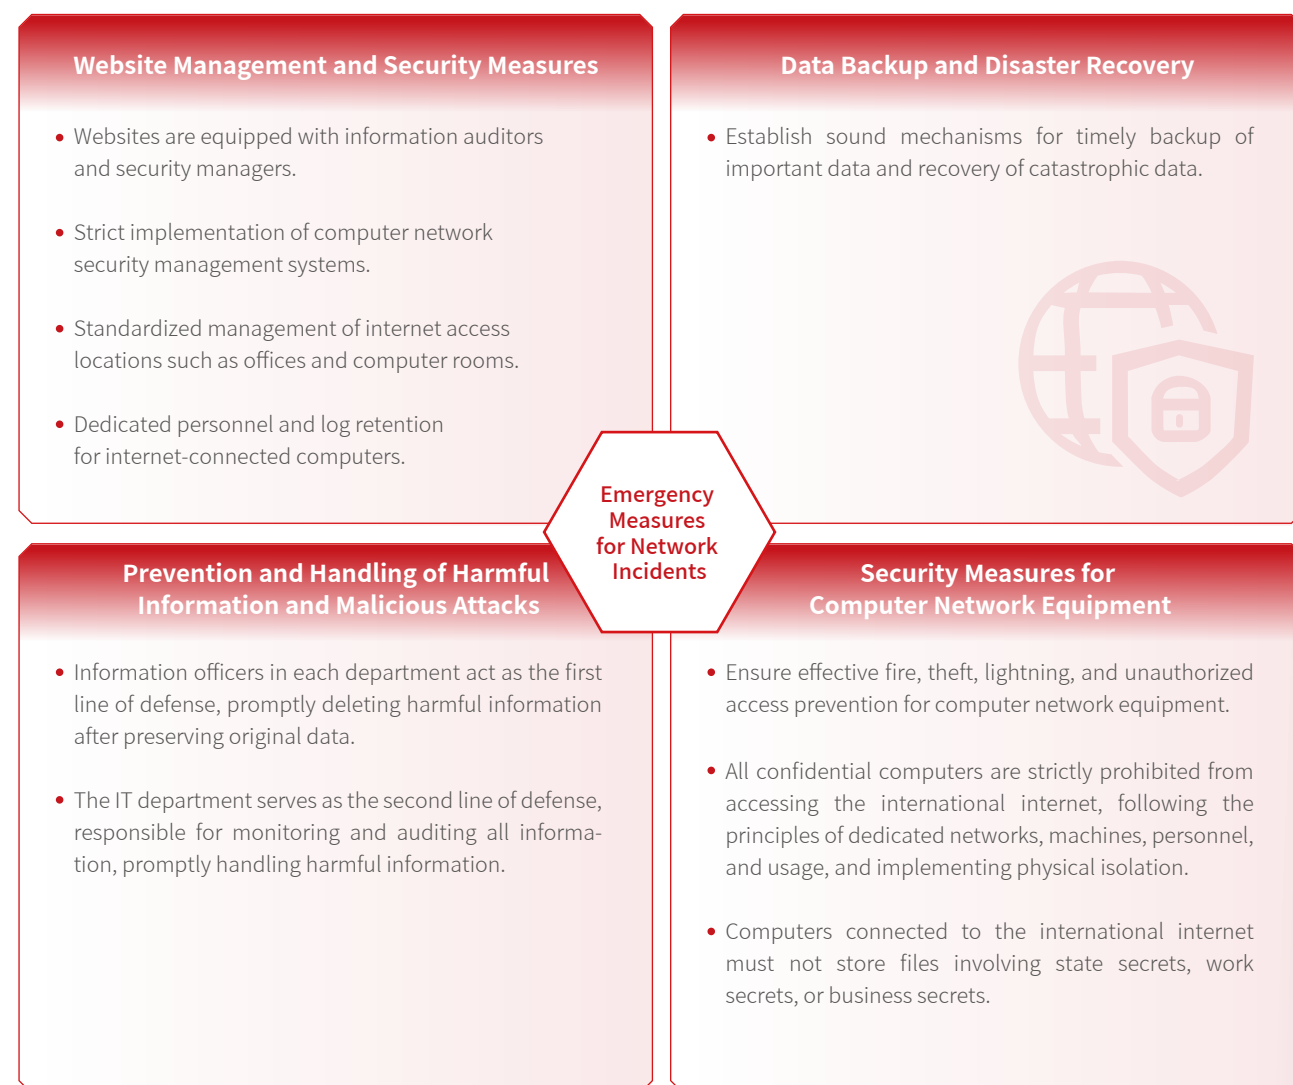 Website Management and Security Measures
• Websites are equipped with information auditors
and security managers.
• Strict implementation of computer network
security management systems.
• Standardized management of internet access
locations such as offices and computer rooms.
• Dedicated personnel and log retention
for internet-connected computers.
Data Backup and Disaster Recovery
• Establish sound mechanisms for timely backup of
important data and recovery of catastrophic data.
Emergency
Measures
for Network
Incidents
Prevention and Handling of Harmful
Information and Malicious Attacks
• Information officers in each department act as the first
line of defense, promptly deleting harmful information
after preserving original data.
• The IT department serves as the second line of defense,
responsible for monitoring and auditing all informa-
tion, promptly handling harmful information.
Security Measures for
Computer Network Equipment
• Ensure effective fire, theft, lightning, and unauthorized
access prevention for computer network equipment.
• All confidential computers are strictly prohibited from
accessing the international internet, following the
principles of dedicated networks, machines, personnel,
and usage, and implementing physical isolation.
• Computers connected to the international internet
must not store files involving state secrets, work
secrets, or business secrets.